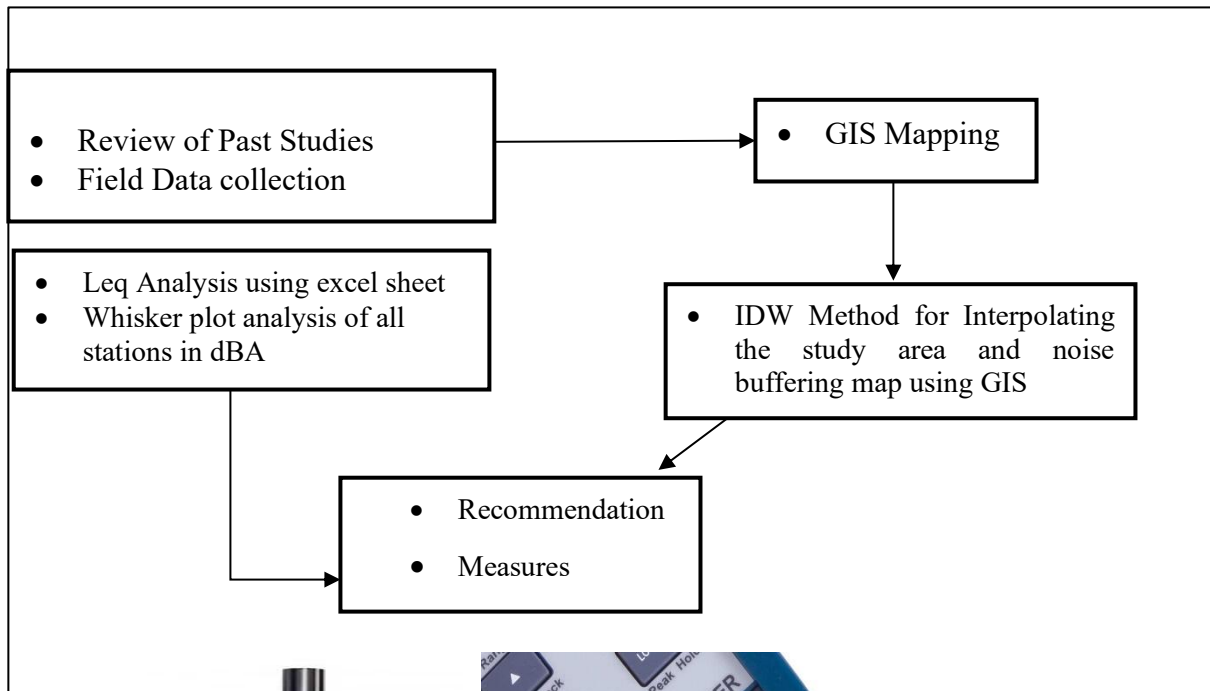 • Review of Past Studies
• Field Data collection
• GIS Mapping
• Leq Analysis using excel sheet
• Whisker plot analysis of all
stations in dBA
• IDW Method for Interpolating
the study area and noise
buffering map using GIS
• Recommendation
• Measures
Peak Hold